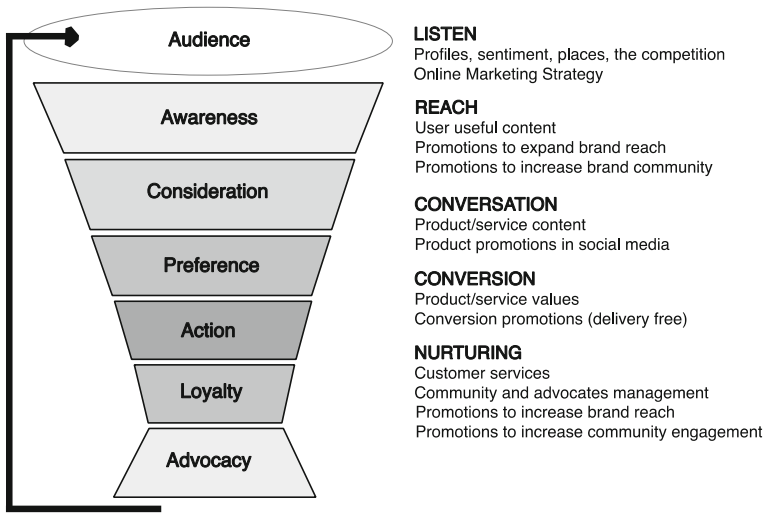 Audience
Awareness
Consideration
Preference
Action
Loyalty
Advocacy
LISTEN
Profiles, sentiment, places, the competition
Online Marketing Strategy
REACH
User useful content
Promotions to expand brand reach
Promotions to increase brand community
CONVERSATION
Product/service content
Product promotions in social media
CONVERSION
Product/service values
Conversion promotions (delivery free)
NURTURING
Customer services
Community and advocates management
Promotions to increase brand reach
Promotions to increase community engagement